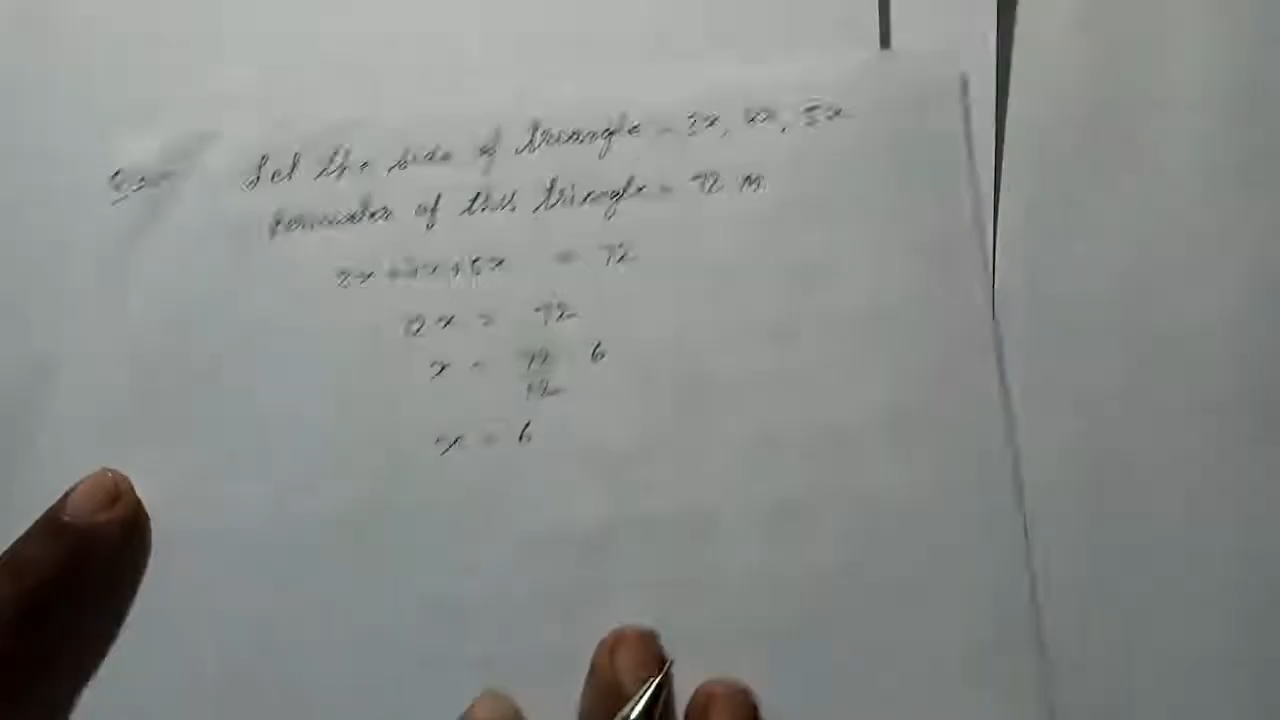 Let the side of triangle = 3x, 4x, 5x
Perimeter of this triangle = 72 m
3x + 4x + 5x = 72
12x = 72
x = 72/12 6
x = 6